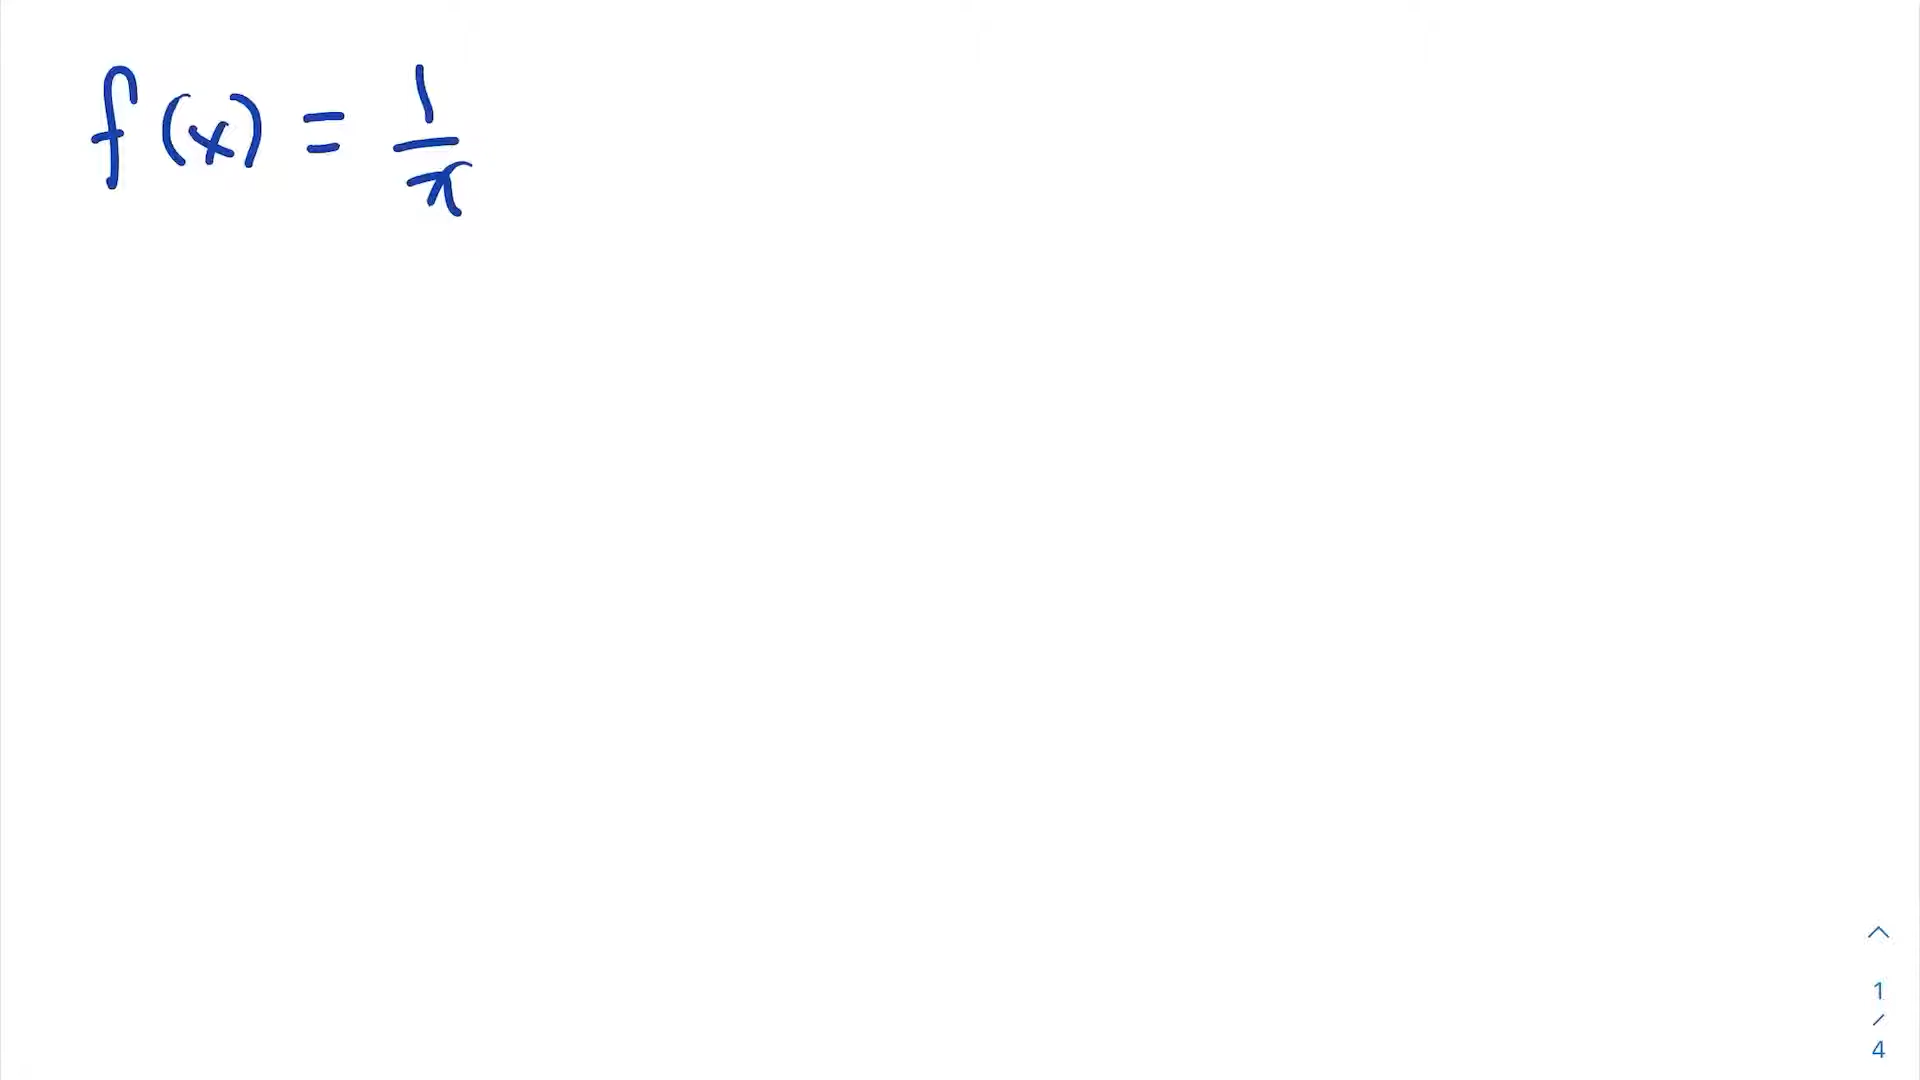 f(x) = 1/x
1
/
4